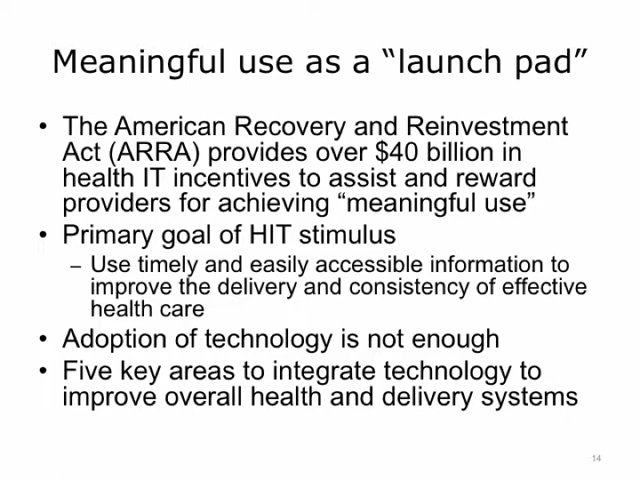 Meaningful use as a “launch pad”
• The American Recovery and Reinvestment
Act (ARRA) provides over $40 billion in
health IT incentives to assist and reward
providers for achieving “meaningful use”
• Primary goal of HIT stimulus
– Use timely and easily accessible information to
improve the delivery and consistency of effective
health care
• Adoption of technology is not enough
• Five key areas to integrate technology to
improve overall health and delivery systems
14